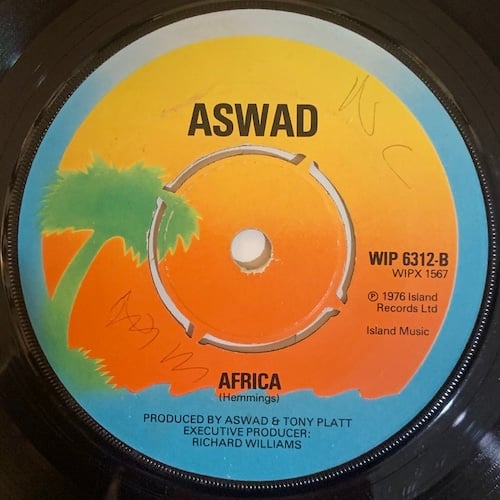 ASWAD
WIP 6312-B
WIPX 1567
Ⓟ 1976 Island
Records Ltd
Island Music
AFRICA
(Hemmings)
PRODUCED BY ASWAD & TONY PLATT
EXECUTIVE PRODUCER:
RICHARD WILLIAMS